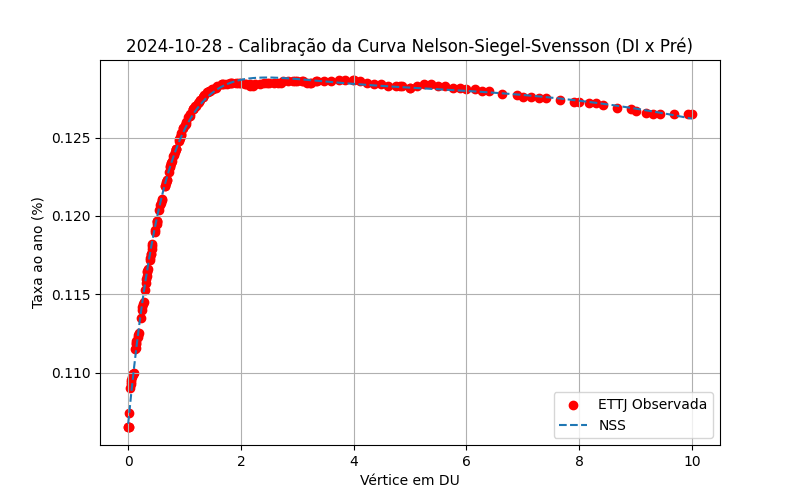 2024-10-28 - Calibração da Curva Nelson-Siegel-Svensson (DI x Pré)
Taxa ao ano (%)
0.125
0.120
0.115
0.110
ETTJ Observada
NSS
0 2 4 6 8 10
Vértice em DU